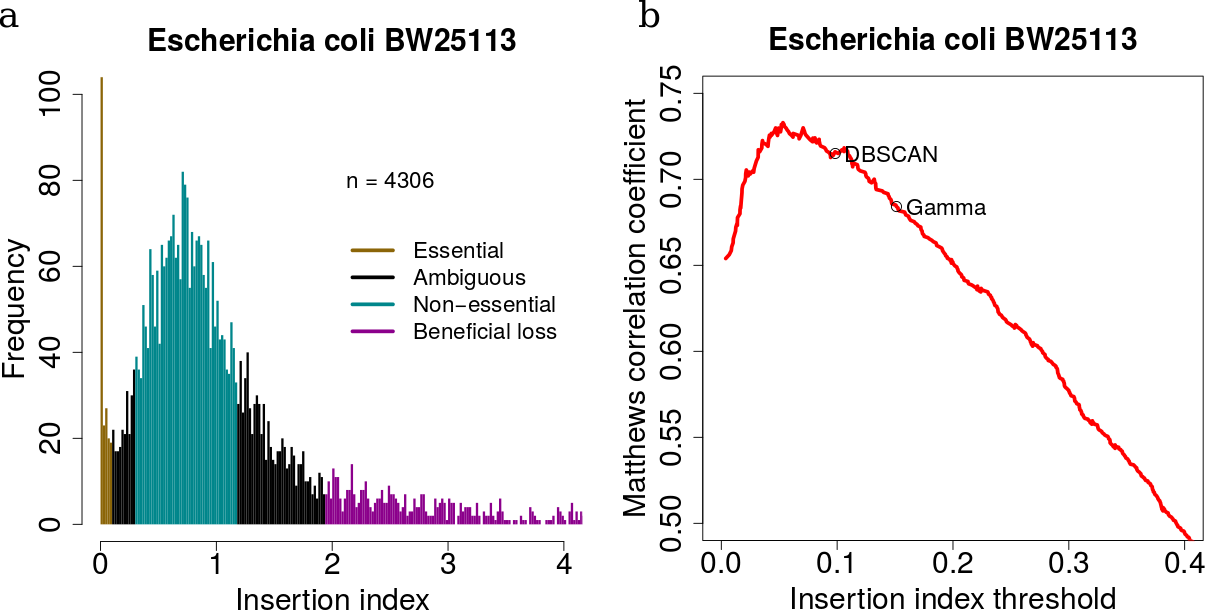 a
Escherichia coli BW25113
Frequency
0
20
40
60
80
100
n = 4306
Essential
Ambiguous
Non−essential
Beneficial loss
0 1 2 3 4
Insertion index
b
Escherichia coli BW25113
Matthews correlation coefficient
0.50
0.55
0.60
0.65
0.70
0.75
DBSCAN
Gamma
0.0 0.1 0.2 0.3 0.4
Insertion index threshold